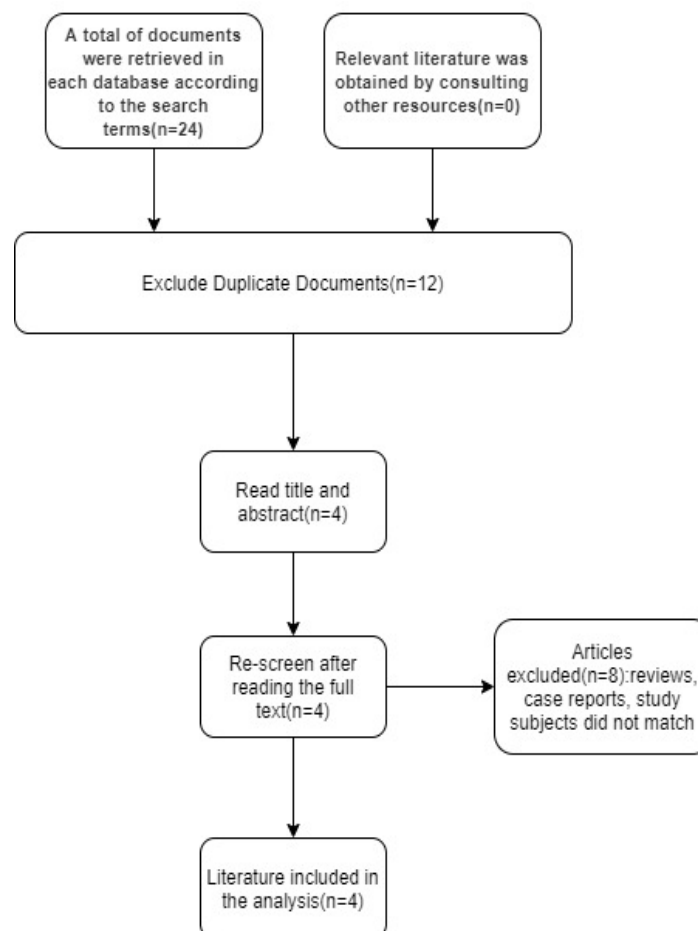 A total of documents
were retrieved in
each database according
to the search
terms(n=24)
Relevant literature was
obtained by consulting
other resources(n=0)
Exclude Duplicate Documents(n=12)
Read title and
abstract(n=4)
Re-screen after
reading the full
text(n=4)
Articles
excluded(n=8):reviews,
case reports, study
subjects did not match
Literature included in
the analysis(n=4)